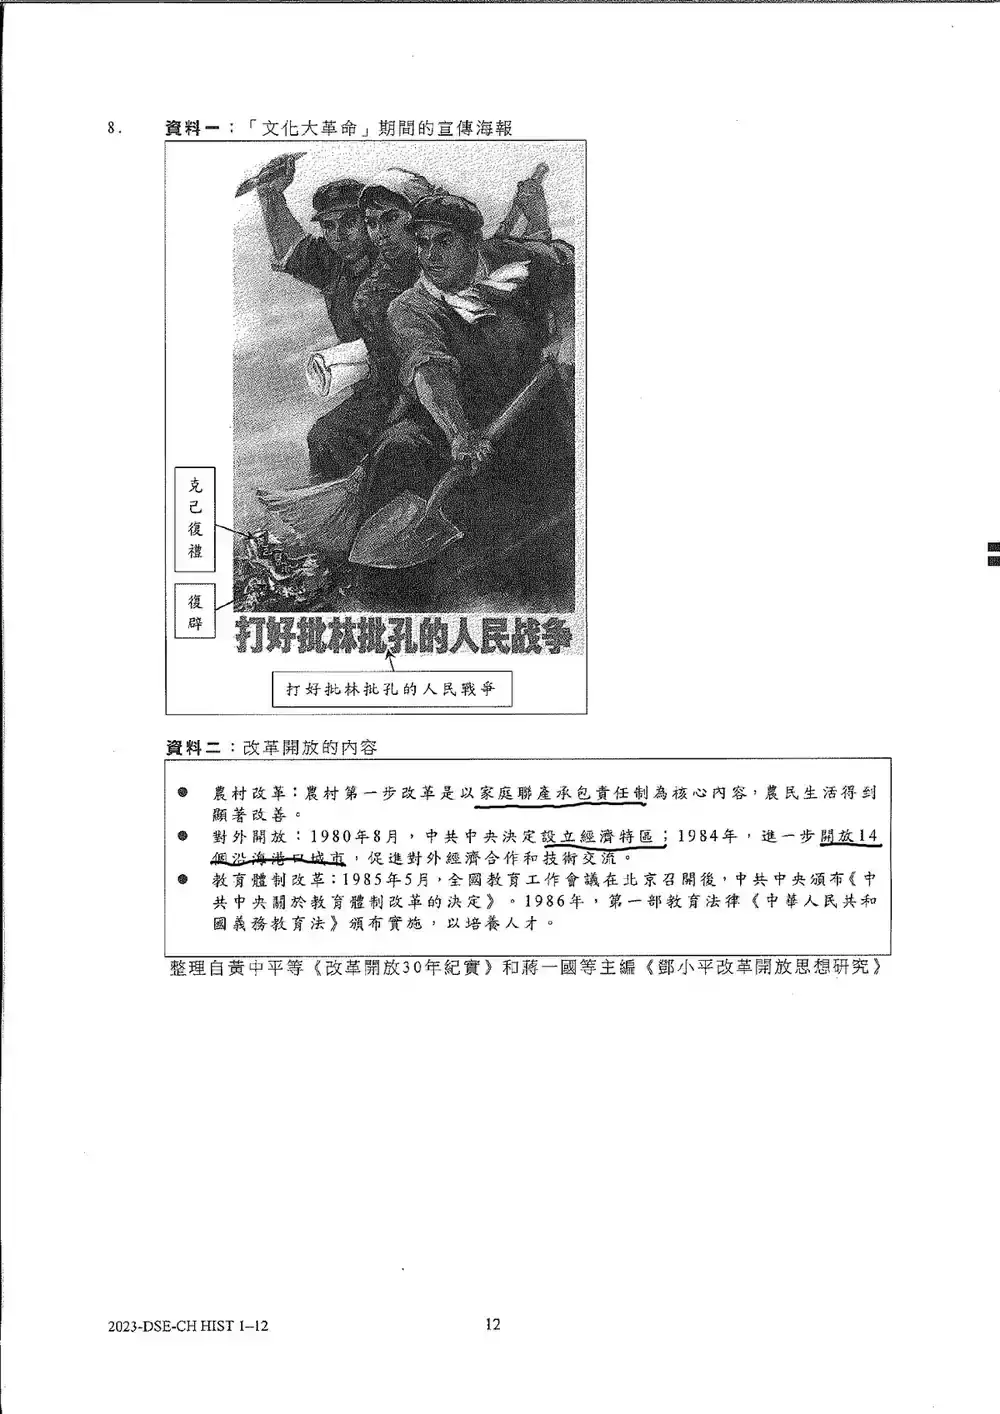 8. 資料一：「文化大革命」期間的宣傳海報
克己復禮
復辟
打好批林批孔的人民战争
打好批林批孔的人民戰爭
資料二：改革開放的內容
● 農村改革：農村第一步改革是以家庭聯產承包責任制為核心內容，農民生活得到
顯著改善。
● 對外開放：1980年8月，中共中央決定設立經濟特區；1984年，進一步開放14
個沿海港口城市，促進對外經濟合作和技術交流。
● 教育體制改革：1985年5月，全國教育工作會議在北京召開後，中共中央頒布《中
共中央關於教育體制改革的決定》。1986年，第一部教育法律《中華人民共和
國義務教育法》頒布實施，以培養人才。
整理自黃中平等《改革開放30年紀實》和蔣一國等主編《鄧小平改革開放思想研究》
2023-DSE-CH HIST 1–12
12